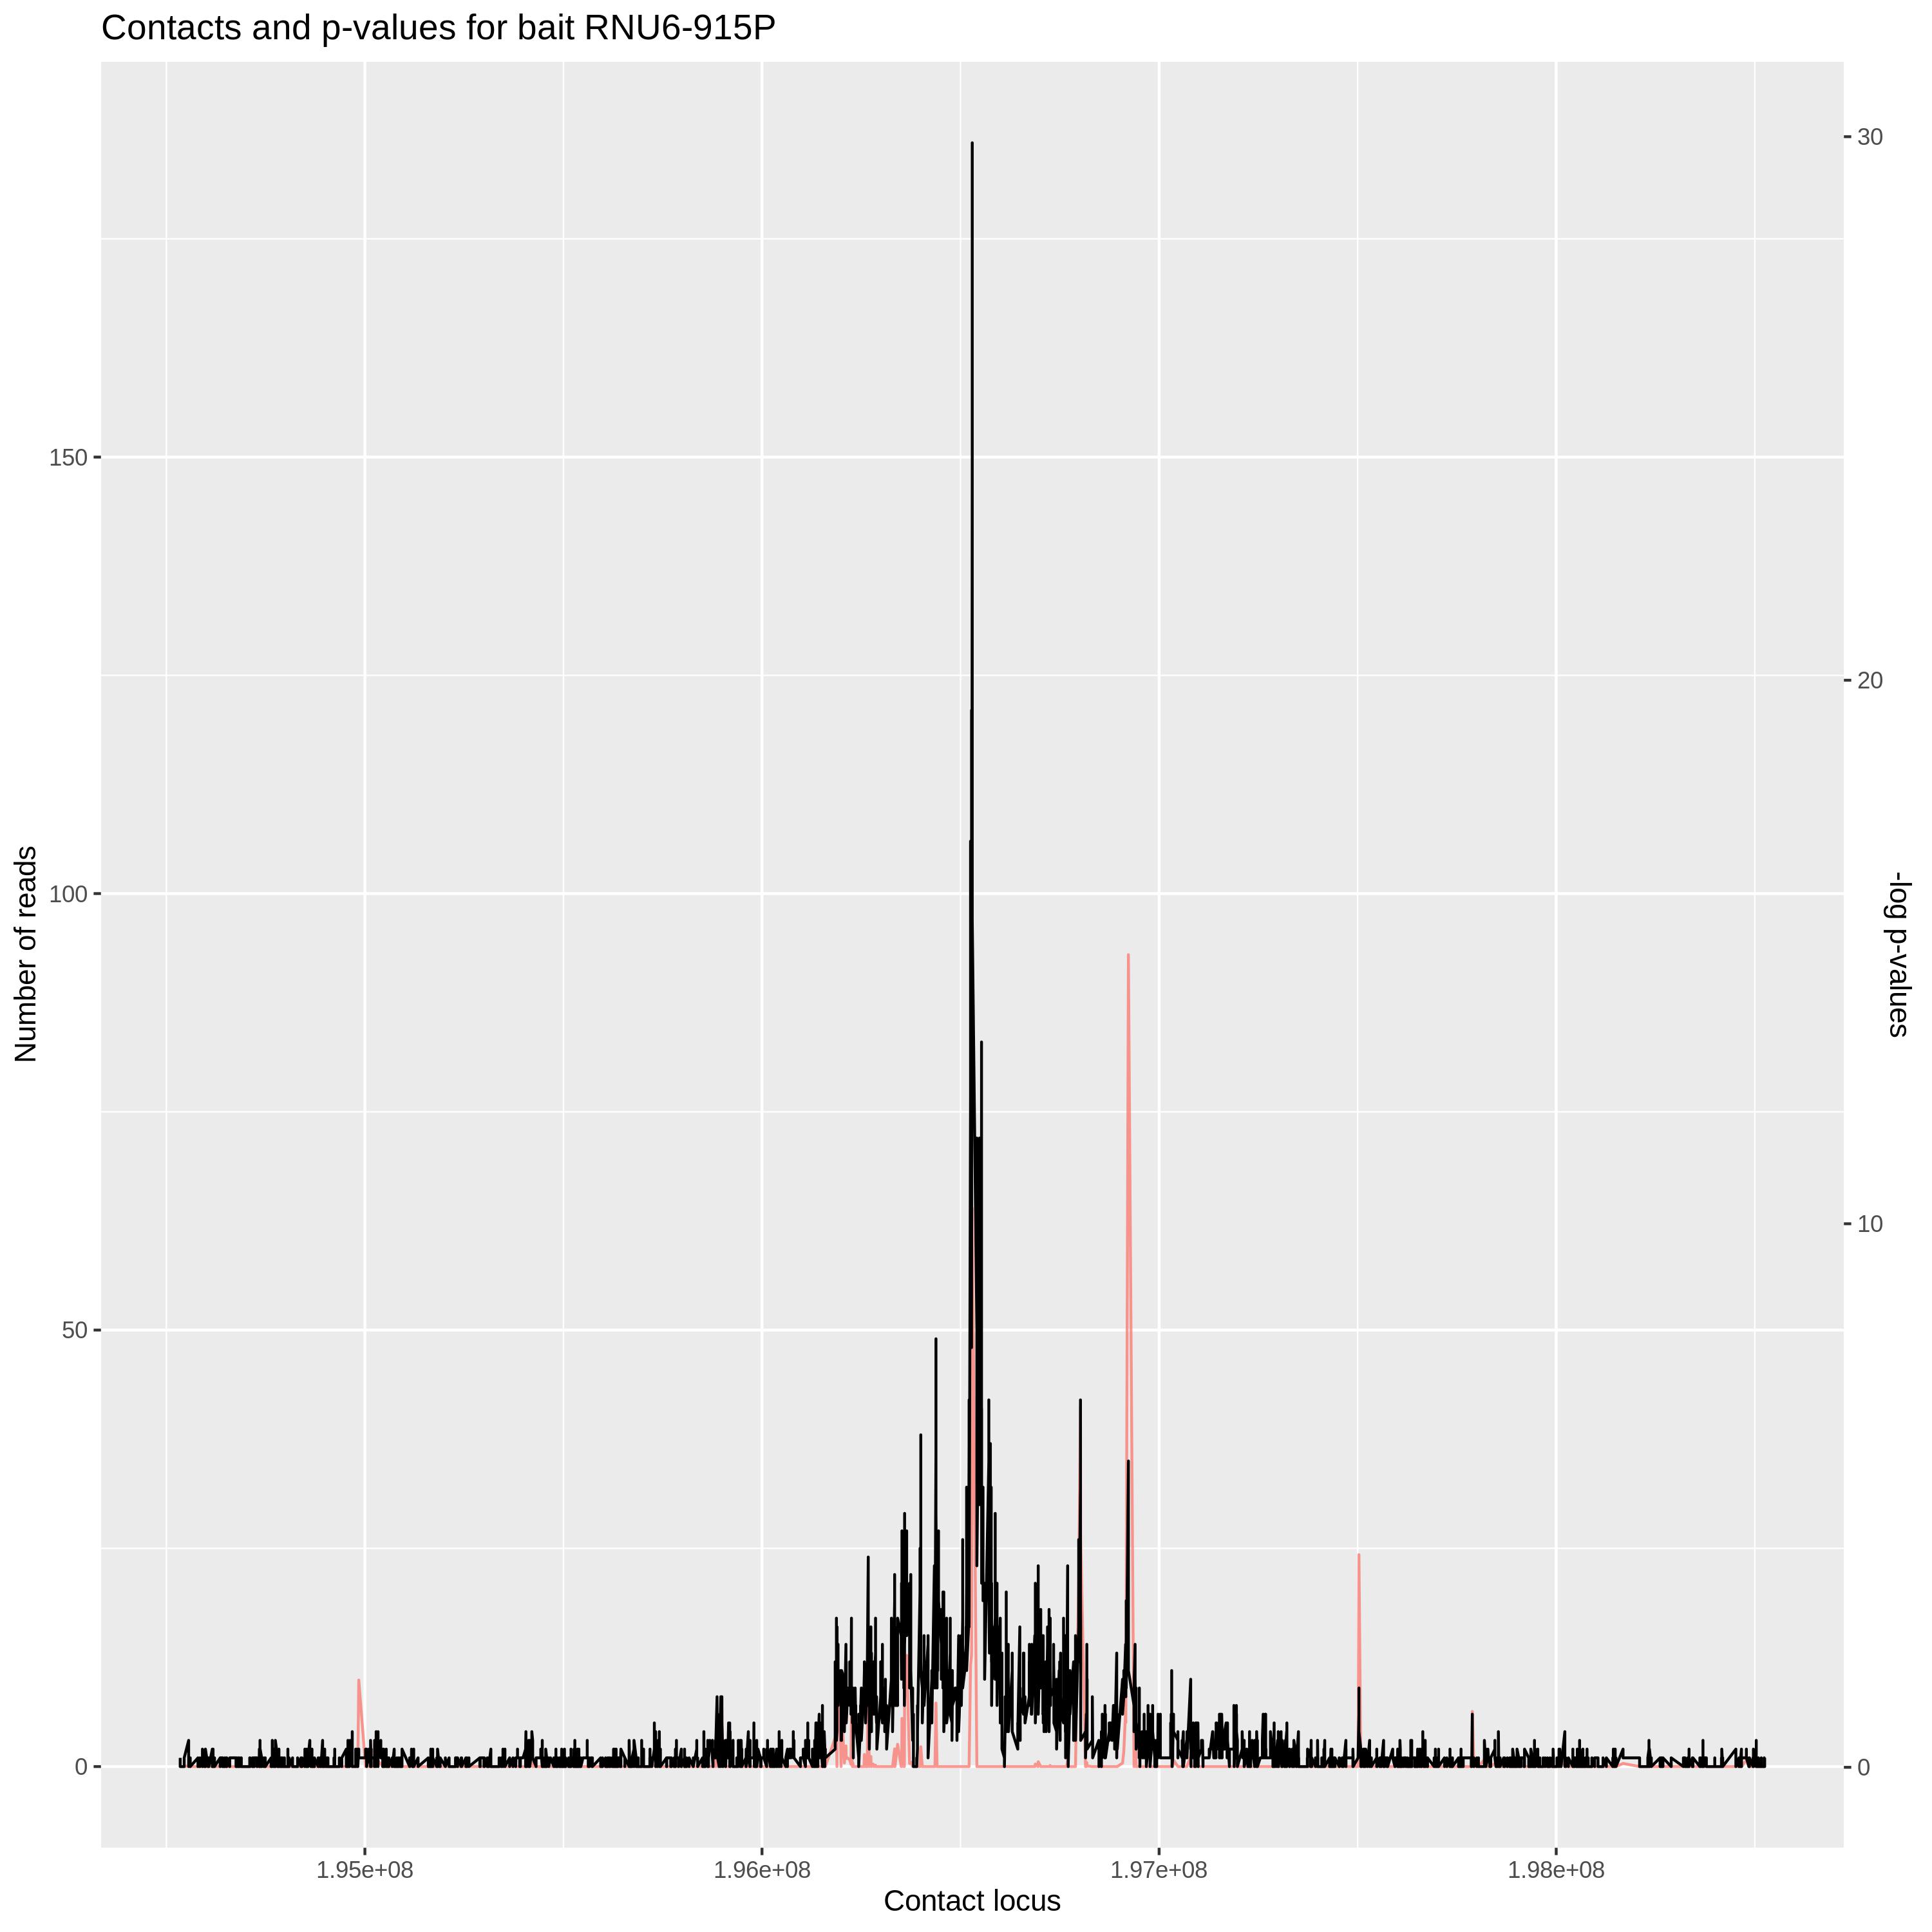 Contacts and p-values for bait RNU6-915P
30
150
20
100
Number of reads
-log p-values
10
50
0
0
1.95e+08
1.96e+08
1.97e+08
1.98e+08
Contact locus